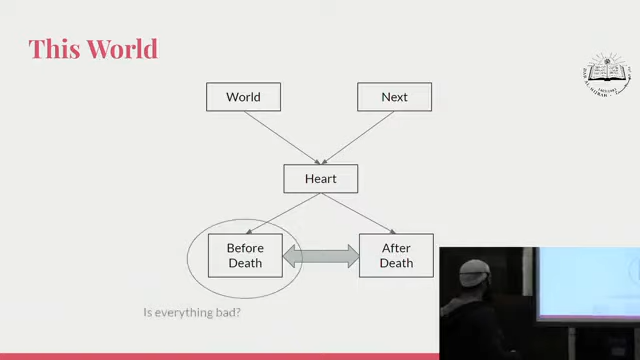 This World
World
Next
Heart
Before
Death
After
Death
Is everything bad?